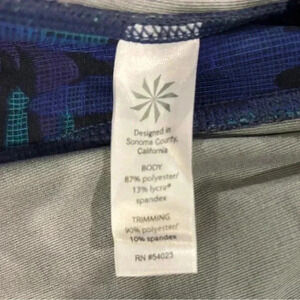 Designed in
Sonoma County,
California
BODY
87% polyester/
13% lycra®
spandex
TRIMMING
90% polyester/
10% spandex
RN #54023